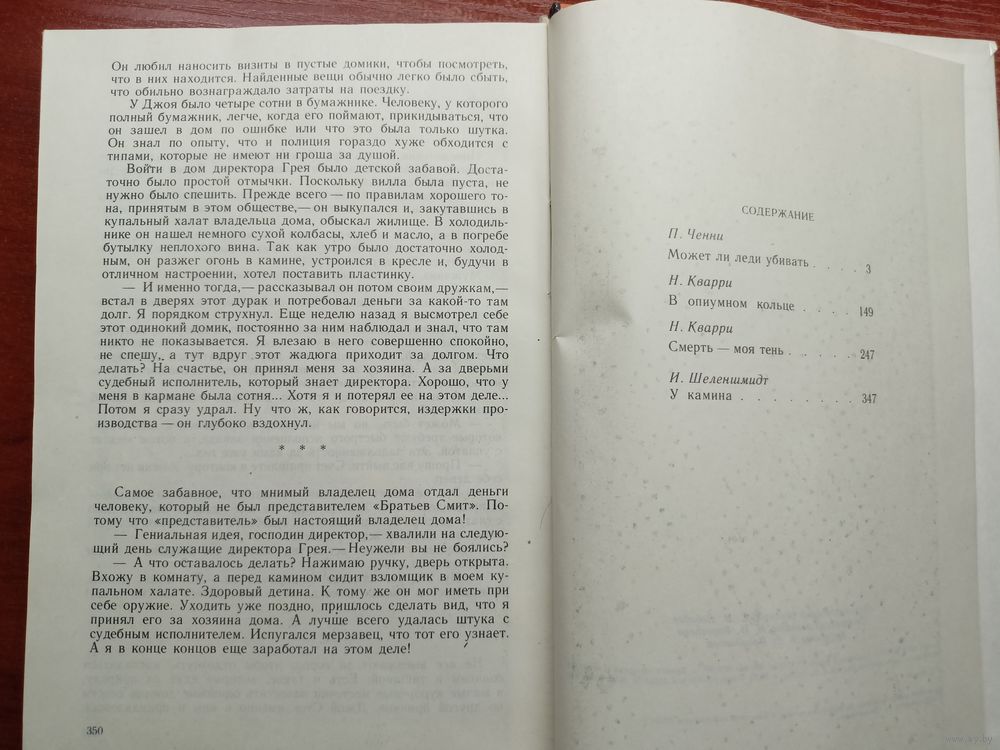 Он любил наносить визиты в пустые домики, чтобы посмотреть,
что в них находится. Найденные вещи обычно легко было сбыть,
что обильно вознаграждало затраты на поездку.
У Джоя было четыре сотни в бумажнике. Человеку, у которого
полный бумажник, легче, когда его поймают, прикидываться, что
он зашел в дом по ошибке или что это была только шутка.
Он знал по опыту, что и полиция гораздо хуже обходится с
типами, которые не имеют ни гроша за душой.
Войти в дом директора Грея было детской забавой. Доста-
точно было простой отмычки. Поскольку вилла была пуста, не
нужно было спешить. Прежде всего — по правилам хорошего то-
на, принятым в этом обществе,— он выкупался и, закутавшись в
купальный халат владельца дома, обыскал жилище. В холодиль-
нике он нашел немного сухой колбасы, хлеб и масло, а в погребе
бутылку неплохого вина. Так как утро было достаточно холод-
ным, он разжег огонь в камине, устроился в кресле и, будучи в
отличном настроении, хотел поставить пластинку.
— И именно тогда,— рассказывал он потом своим дружкам,—
встал в дверях этот дурак и потребовал деньги за какой-то там
долг. Я порядком струхнул. Еще неделю назад я высмотрел себе
этот одинокий домик, постоянно за ним наблюдал и знал, что там
никто не показывается. Я влезаю в него совершенно спокойно,
не спешу, а тут вдруг этот жадюга приходит за долгом. Что
делать? На счастье, он принял меня за хозяина. А за дверьми
судебный исполнитель, который знает директора. Хорошо, что у
меня в кармане была сотня... Хотя я и потерял ее на этом деле...
Потом я сразу удрал. Ну что ж, как говорится, издержки про-
изводства — он глубоко вздохнул.
* * *
Самое забавное, что мнимый владелец дома отдал деньги
человеку, который не был представителем «Братьев Смит». По-
тому что «представитель» был настоящий владелец дома!
— Гениальная идея, господин директор,— хвалили на следую-
щий день служащие директора Грея.— Неужели вы не боялись?
— А что оставалось делать? Нажимаю ручку, дверь открыта.
Вхожу в комнату, а перед камином сидит взломщик в моем ку-
пальном халате. Здоровый детина. К тому же он мог иметь при
себе оружие. Уходить уже поздно, пришлось сделать вид, что я
принял его за хозяина дома. А лучше всего удалась штука с
судебным исполнителем. Испугался мерзавец, что тот его узнает.
А я в конце концов еще заработал на этом деле!
350
СОДЕРЖАНИЕ
П. Ченни
Может ли леди убивать . . . . 3
Н. Кварри
В опиумном кольце . . . . 149
Н. Кварри
Смерть — моя тень . . . . . 247
И. Шеленшмидт
У камина . . . . . . . . 347